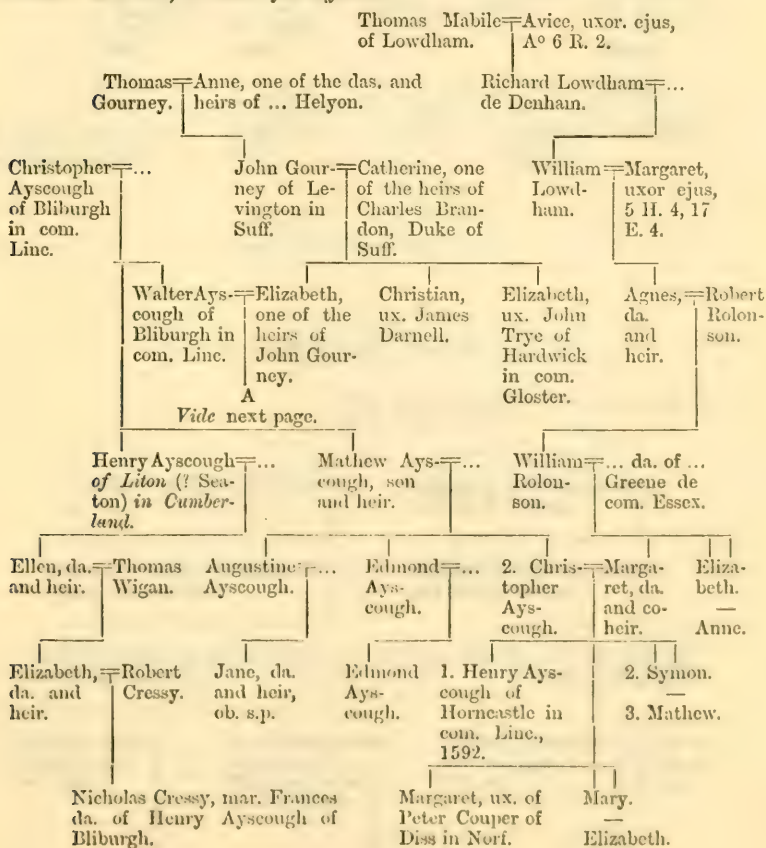 Thomas Mabile=Avice, uxor. ejus,
of Lowdham. Aº 6 R. 2.
Thomas=Anne, one of the das. and
Gourney. heirs of ... Helyon.
Richard Lowdham=...
de Denham.
Christopher=...
Ayscough
of Bliburgh
in com.
Linc.
John Gour-=Catherine, one
ney of Le- of the heirs of
vington in Charles Bran-
Suff. don, Duke of
Suff.
William=Margaret,
Lowd- uxor ejus,
ham. 5 H. 4, 17
E. 4.
Walter Ays-=Elizabeth,
cough of one of the
Bliburgh in heirs of
com. Linc. John Gour-
ney.
A
Vide next page.
Christian,
ux. James
Darnell.
Elizabeth,
ux. John
Trye of
Hardwick
in com.
Gloster.
Agnes,=Robert
da. Rolon-
and son.
heir.
Henry Ayscough=...
of Liton (? Sea-
ton) in Cumber-
land.
Mathew Ays-=...
cough, son
and heir.
William=... da. of ...
Rolon- Greene de
son. com. Essex.
Ellen, da.=Thomas
and heir. Wigan.
Augustine=...
Ayscough.
Edmond=...
Ays-
cough.
2. Chris-=Marga-
topher ret, da.
Ays- and co-
cough. heir.
Eliza-
beth.
—
Anne.
Elizabeth,=Robert
da. and Cressy.
heir.
Jane, da.
and heir,
ob. s.p.
Edmond
Ays-
cough.
1. Henry Ays-
cough of
Horncastle in
com. Linc.,
1592.
2. Symon.
—
3. Mathew.
Nicholas Cressy, mar. Frances
da. of Henry Ayscough of
Bliburgh.
Margaret, ux. of
Peter Couper of
Diss in Norf.
Mary.
—
Elizabeth.